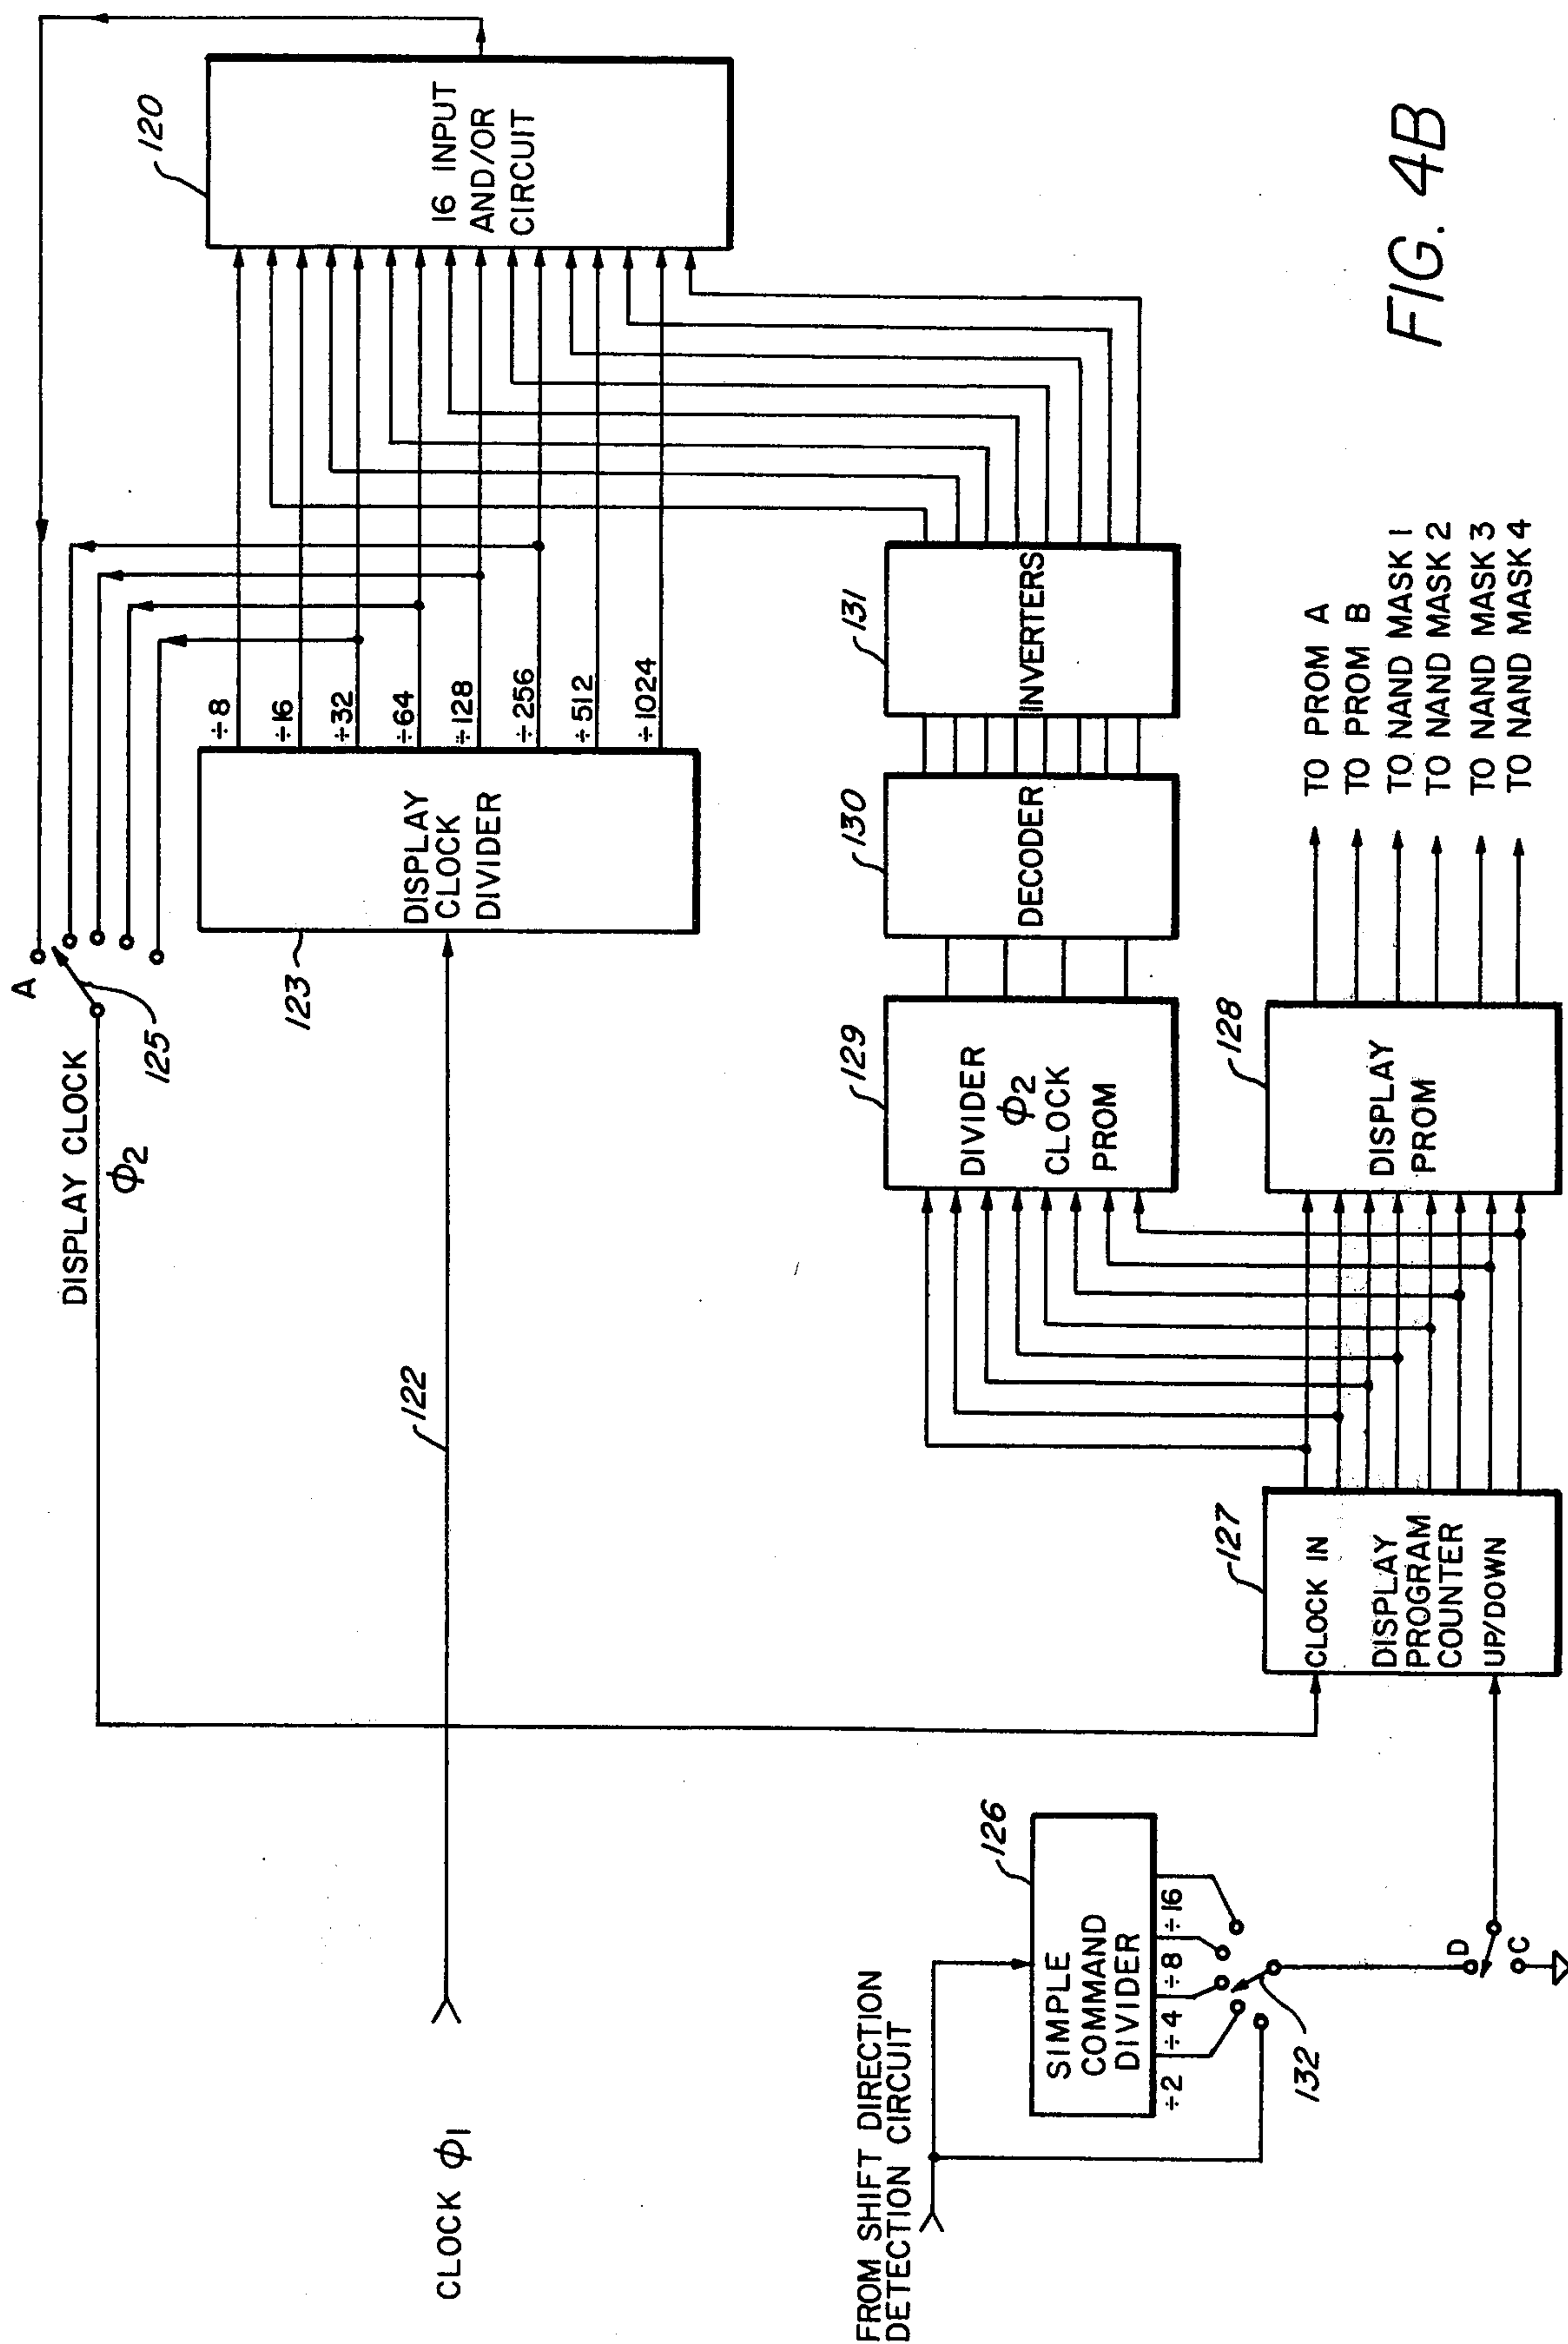 A
DISPLAY CLOCK
ϕ2
125
120
16 INPUT
AND/OR
CIRCUIT
CLOCK ϕ1
122
123
DISPLAY
CLOCK
DIVIDER
÷8
÷16
÷32
÷64
÷128
÷256
÷512
÷1024
FROM SHIFT DIRECTION
DETECTION CIRCUIT
126
SIMPLE
COMMAND
DIVIDER
÷2
÷4
÷8
÷16
132
D
C
127
CLOCK IN
DISPLAY
PROGRAM
COUNTER
UP/DOWN
129
DIVIDER
ϕ2
CLOCK
PROM
130
DECODER
131
INVERTERS
128
DISPLAY
PROM
TO PROM A
TO PROM B
TO NAND MASK 1
TO NAND MASK 2
TO NAND MASK 3
TO NAND MASK 4
FIG. 4B